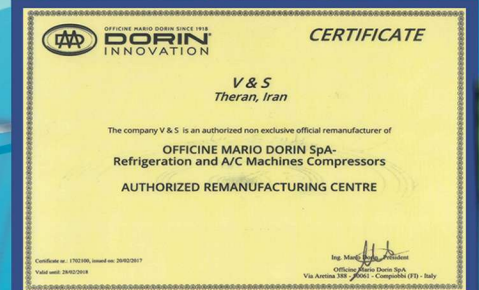 OFFICINE MARIO DORIN SINCE 1918
DORIN
INNOVATION
CERTIFICATE
V & S
Theran, Iran
The company V & S is an authorized non exclusive official remanufacturer of
OFFICINE MARIO DORIN SpA-
Refrigeration and A/C Machines Compressors
AUTHORIZED REMANUFACTURING CENTRE
Certificate nr.: 1702100, issued on: 20/02/2017
Valid until: 28/02/2018
Ing. Mario Dorin, President
Officine Mario Dorin SpA
Via Aretina 388 - 50061 - Compiobbi (FI) - Italy